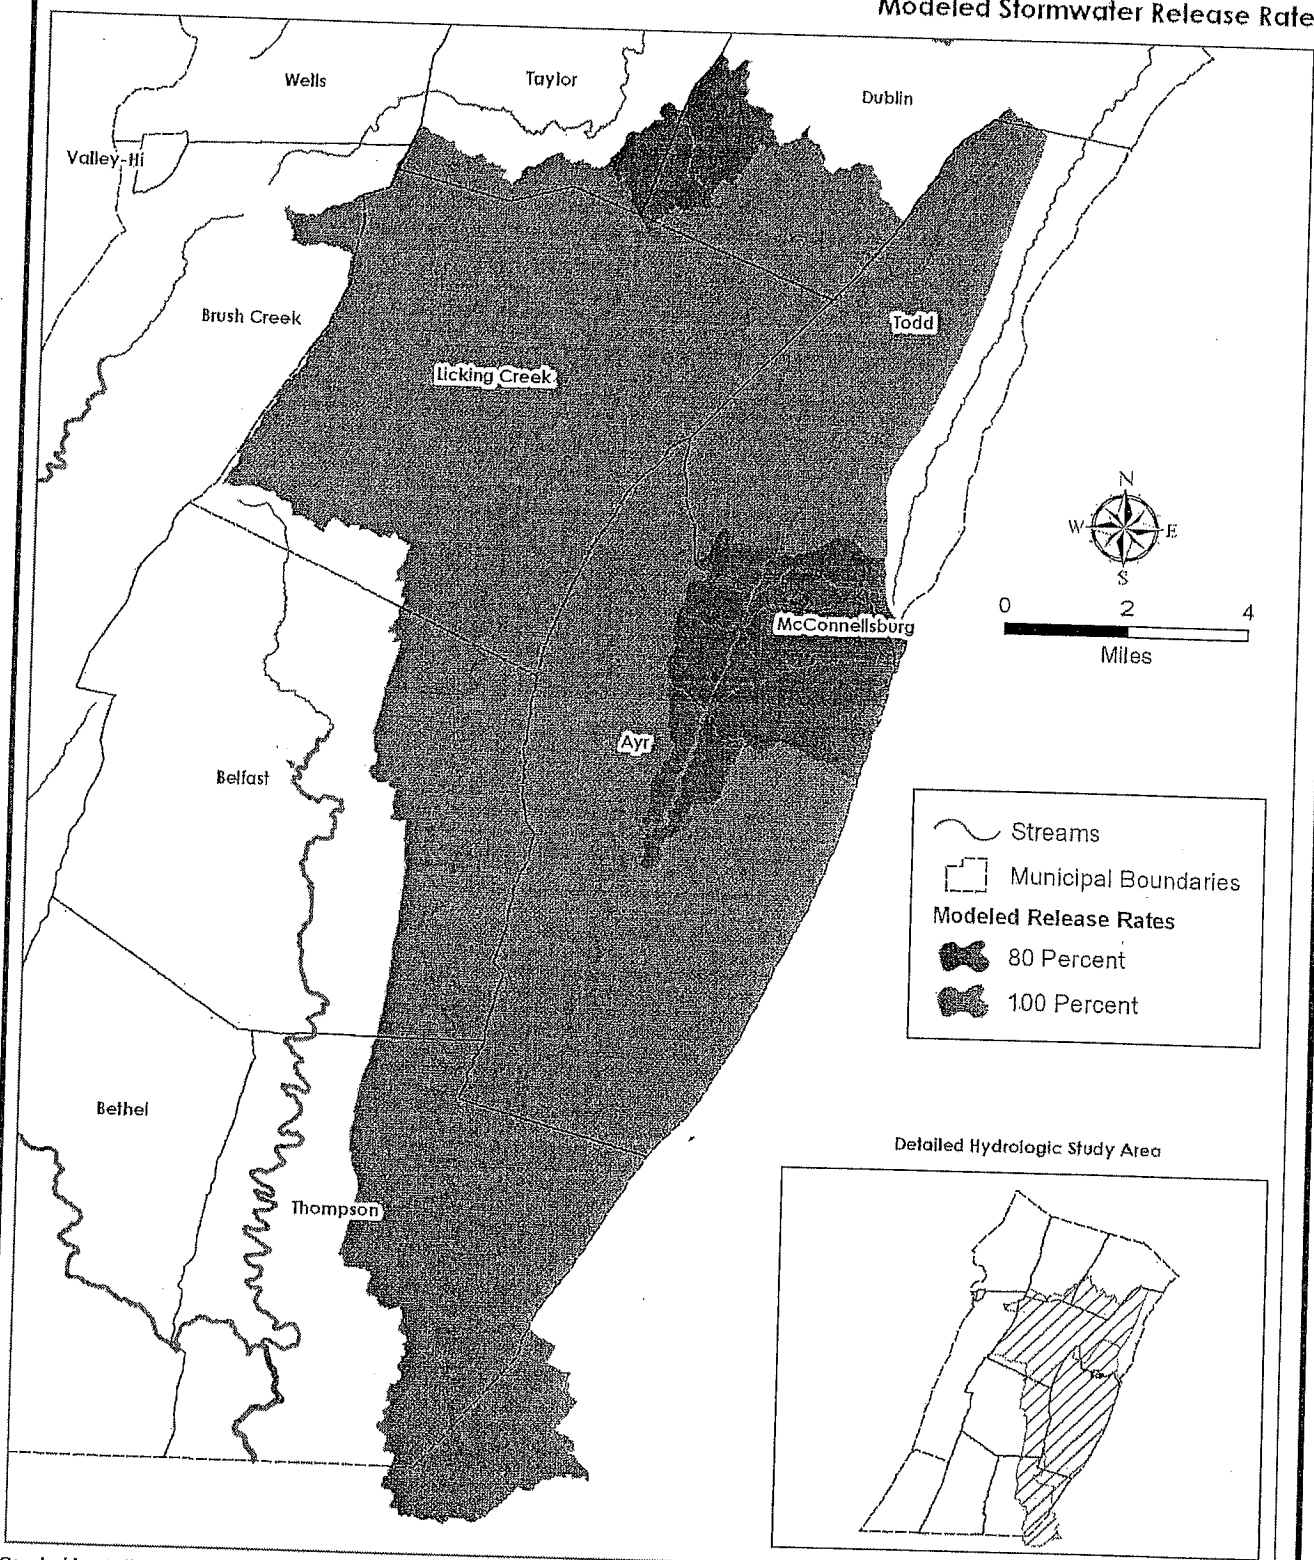 Modeled Stormwater Release Rate
Wells
Taylor
Dublin
Valley-Hi
Brush Creek
Todd
Licking Creek
N
W
E
S
0 2 4
Miles
McConnellsburg
Ayr
Belfast
Streams
Municipal Boundaries
Modeled Release Rates
80 Percent
100 Percent
Bethel
Detailed Hydrologic Study Area
Thompson